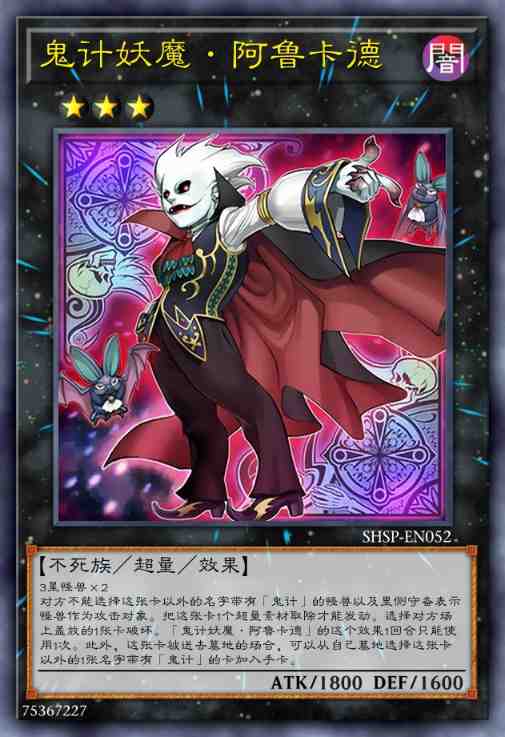 鬼计妖魔·阿鲁卡德
闇
SHSP-EN052
【不死族／超量／效果】
3星怪兽×2
对方不能选择这张卡以外的名字带有「鬼计」的怪兽以及里侧守备表示
怪兽作为攻击对象。把这张卡1个超量素材取除才能发动。选择对方场
上盖放的1张卡破坏。「鬼计妖魔·阿鲁卡德」的这个效果1回合只能使
用1次。此外，这张卡被送去墓地的场合，可以从自己墓地选择这张卡
以外的1张名字带有「鬼计」的卡加入手卡。
ATK/1800 DEF/1600
75367227